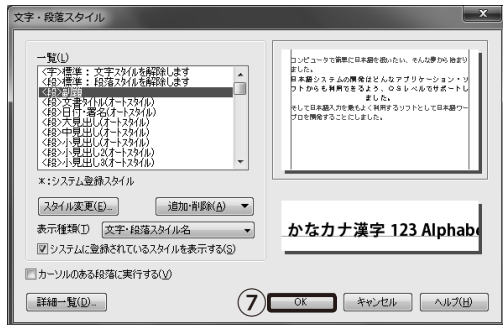 文字・段落スタイル
一覧(L)
<字>標準：文字スタイルを解除します
<段>標準：段落スタイルを解除します
<段>別冊
<段>文書タイトル(オートスタイル)
<段>日付・署名(オートスタイル)
<段>大見出し(オートスタイル)
<段>中見出し(オートスタイル)
<段>小見出し(オートスタイル)
<段>小見出し2(オートスタイル)
<段>小見出し3(オートスタイル)
*:システム登録スタイル
スタイル変更(E)...
追加・削除(A)
表示種類(T)
文字・段落スタイル名
システムに登録されているスタイルを表示する(S)
カーソルのある段落に実行する(V)
詳細一覧(D)...
コンピュータで簡単に日本語を扱いたい、そんな夢から始まり
ました。
日本語システムの開発はどんなアプリケーション・ソ
フトからも利用できるよう、OSレベルでサポートし
ました。
そして日本語入力を最もよく利用するソフトとして日本語ワー
プロを開発することにしました。
かなカナ漢字 123 Alphabe
⑦
OK
キャンセル
ヘルプ(H)